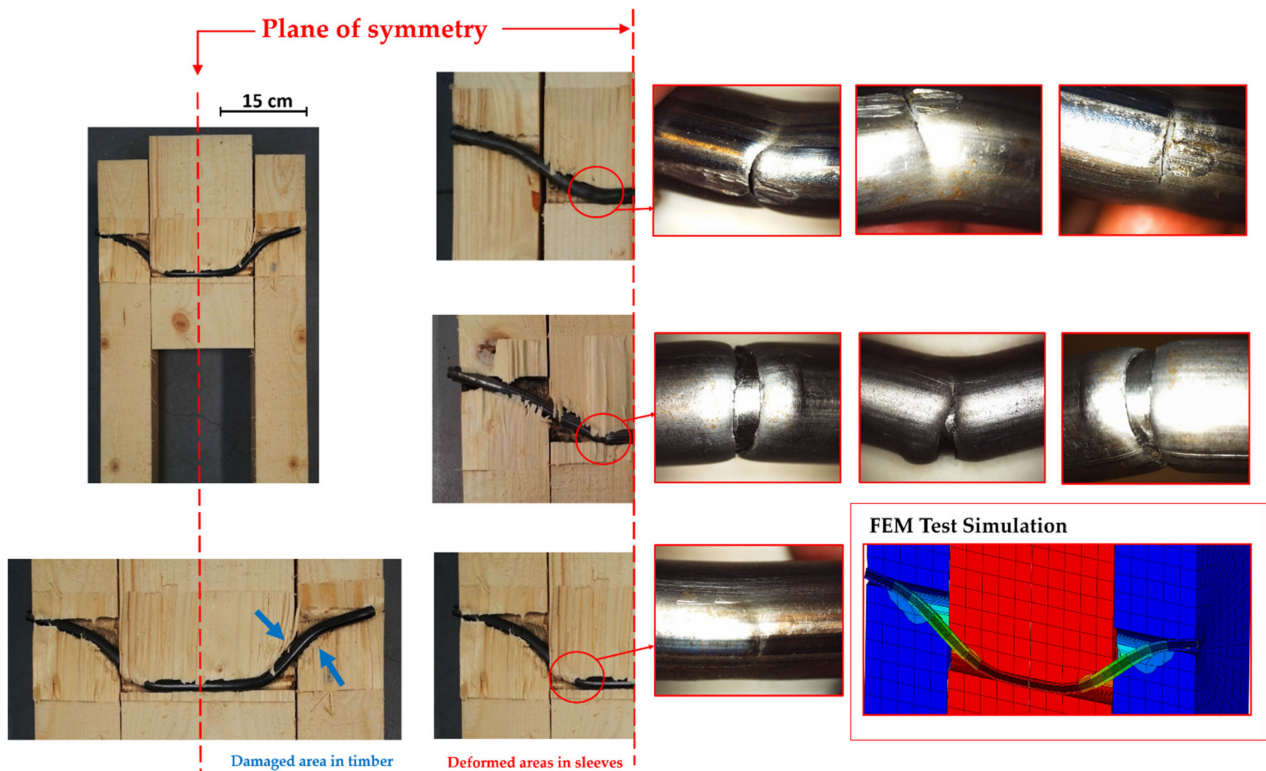 Plane of symmetry
15 cm
FEM Test Simulation
Damaged area in timber
Deformed areas in sleeves